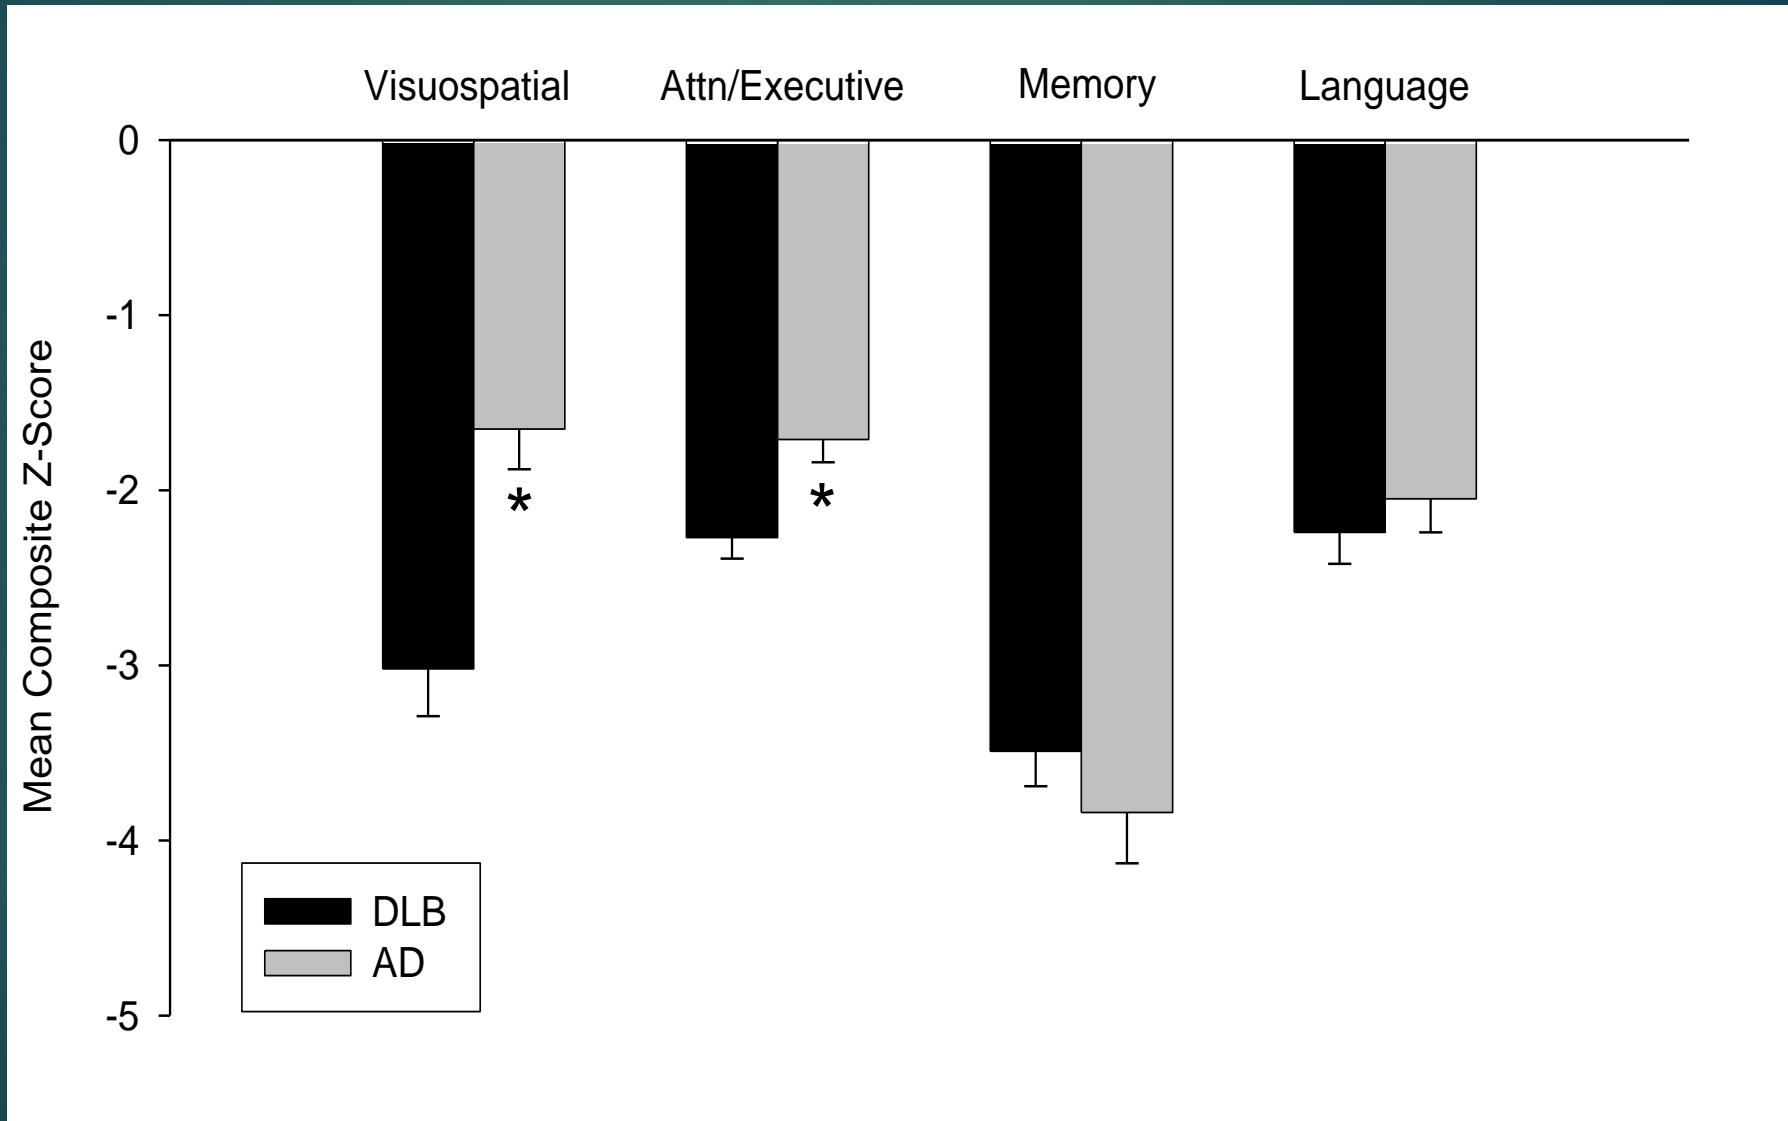 Visuospatial Attn/Executive Memory Language
0
-1
-2
-3
-4
-5
Mean Composite Z-Score
*
*
DLB
AD